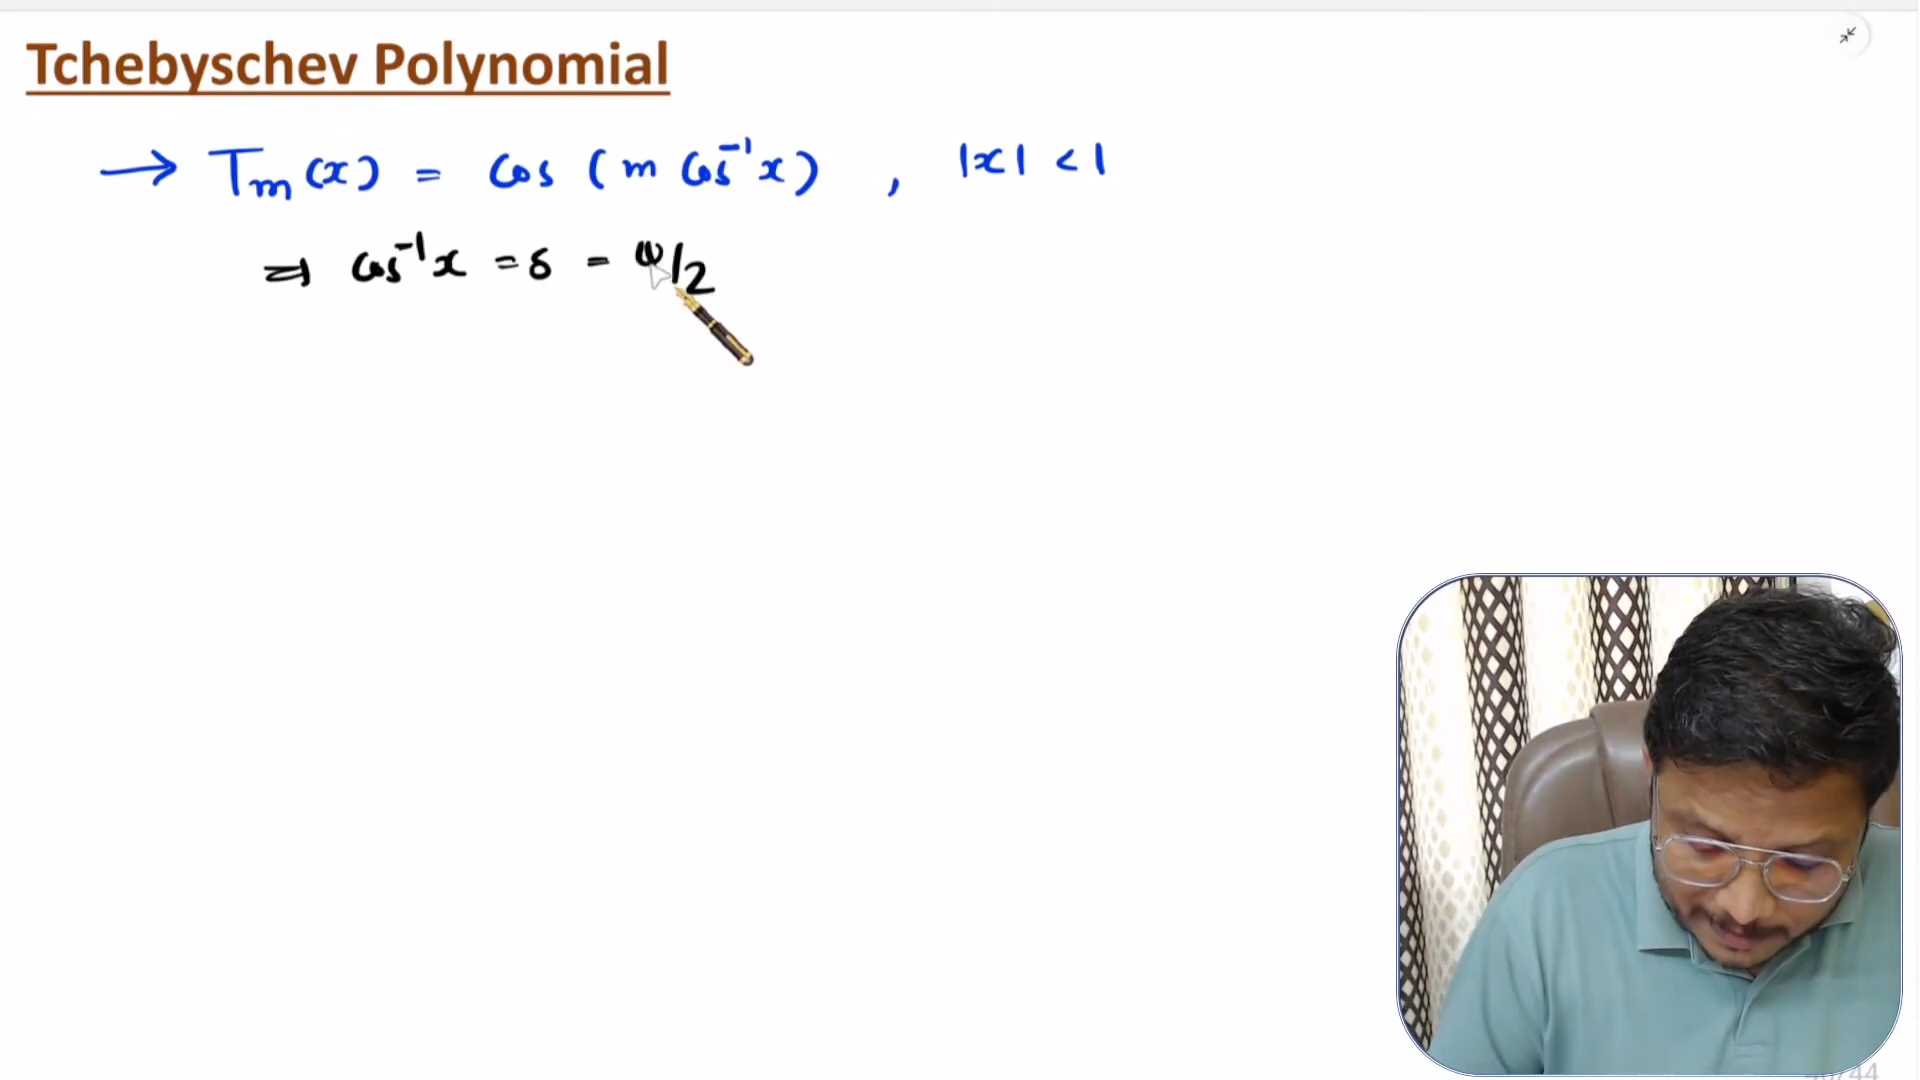 Tchebyschev Polynomial
→ Tₘ(x) = Cos (m Cos⁻¹x) , |x| < 1
⇒ Cos⁻¹x = δ = ψ/2